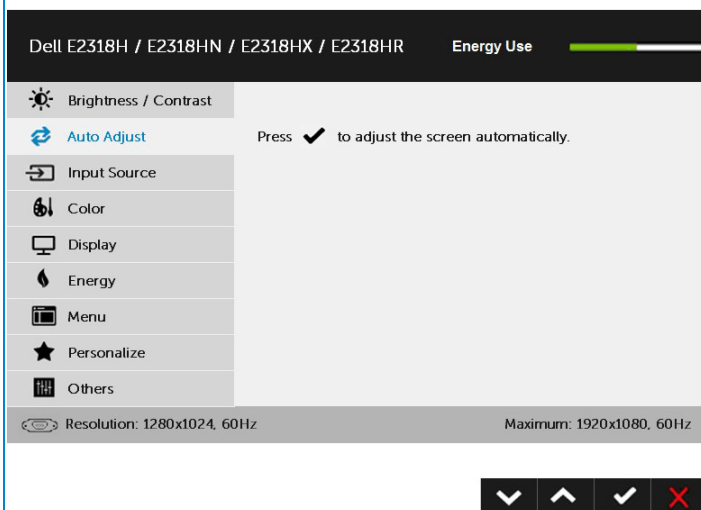 Dell E2318H / E2318HN / E2318HX / E2318HR Energy Use
Brightness / Contrast
Auto Adjust
Press ✔ to adjust the screen automatically.
Input Source
Color
Display
Energy
Menu
Personalize
Others
Resolution: 1280x1024, 60Hz Maximum: 1920x1080, 60Hz